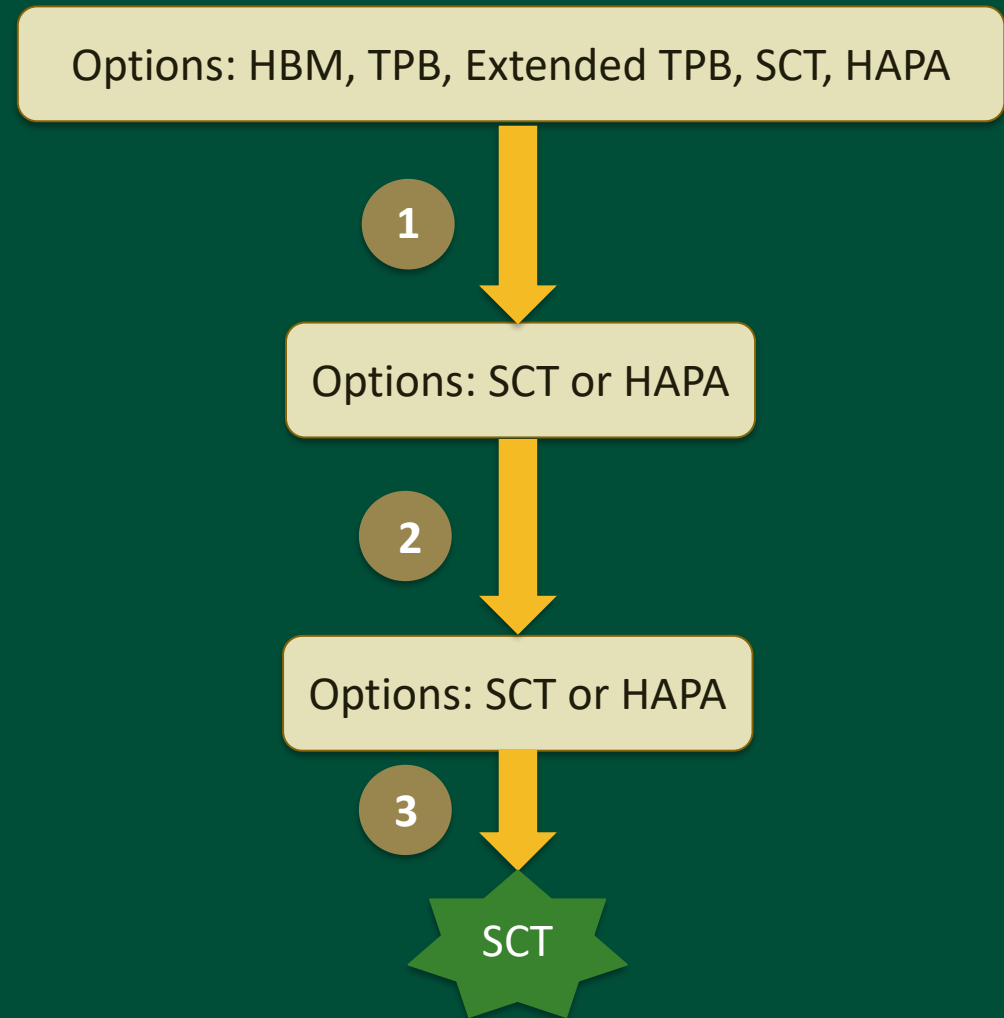 Options: HBM, TPB, Extended TPB, SCT, HAPA
1
Options: SCT or HAPA
2
Options: SCT or HAPA
3
SCT